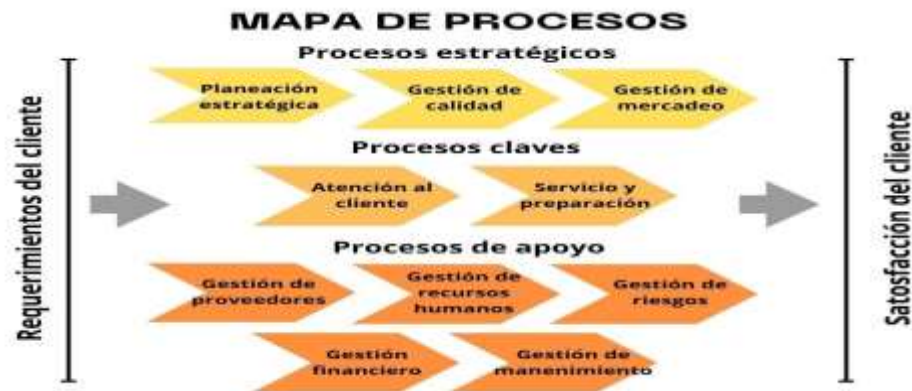 MAPA DE PROCESOS
Procesos estratégicos
Planeación
estratégica
Gestión de
calidad
Gestión de
mercadeo
Procesos claves
Atención al
cliente
Servicio y
preparación
Procesos de apoyo
Gestión de
proveedores
Gestión de
recursos
humanos
Gestión de
riesgos
Gestión
financiero
Gestión de
manenimiento
Requerimientos del cliente
Satosfacción del cliente